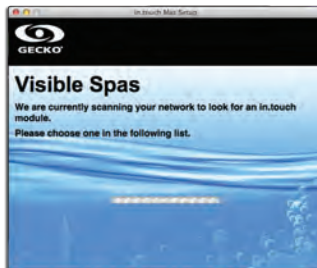 in.touch Mac Setup
GECKO
Visible Spas
We are currently scanning your network to look for an in.touch
module.
Please choose one in the following list.